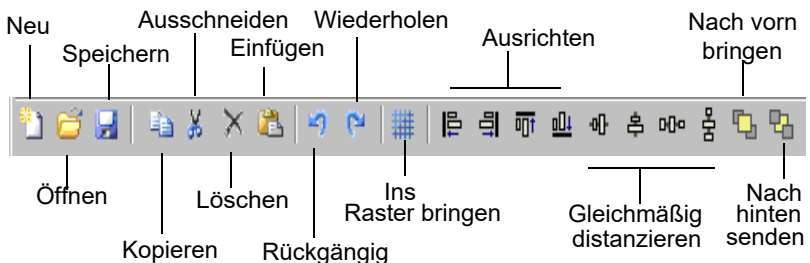 Neu
Speichern
Ausschneiden
Einfügen
Wiederholen
Ausrichten
Nach vorn
bringen
Öffnen
Kopieren
Löschen
Rückgängig
Ins
Raster bringen
Gleichmäßig
distanzieren
Nach
hinten
senden